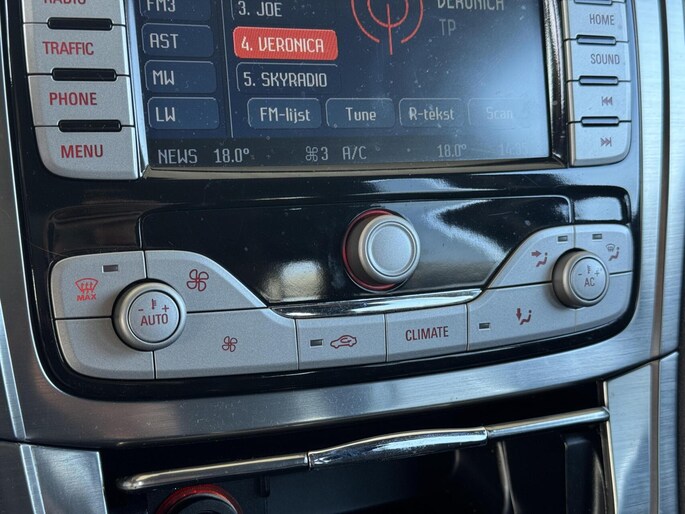 RADIO
FM3
3. JOE
VERONICA
TP
HOME
TRAFFIC
AST
4. VERONICA
SOUND
PHONE
MW
5. SKYRADIO
LW
FM-lijst
Tune
R-tekst
Scan
MENU
NEWS 18.0° 3 A/C 18.0°
MAX
- + AUTO
CLIMATE
- + AC